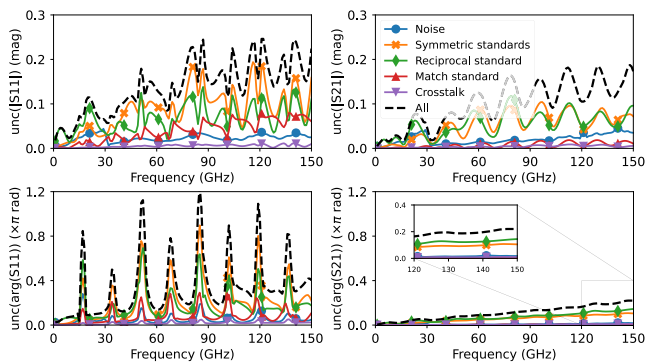 unc(|S11|) (mag)
0.3
0.2
0.1
0.0
0 30 60 90 120 150
Frequency (GHz)
unc(|S21|) (mag)
0.3
0.2
0.1
0.0
0 30 60 90 120 150
Frequency (GHz)
Noise
Symmetric standards
Reciprocal standard
Match standard
Crosstalk
All
unc(arg(S11)) (×π rad)
1.2
0.8
0.4
0.0
0 30 60 90 120 150
Frequency (GHz)
unc(arg(S21)) (×π rad)
1.2
0.8
0.4
0.0
0 30 60 90 120 150
Frequency (GHz)
0.4
0.2
0.0
120 130 140 150